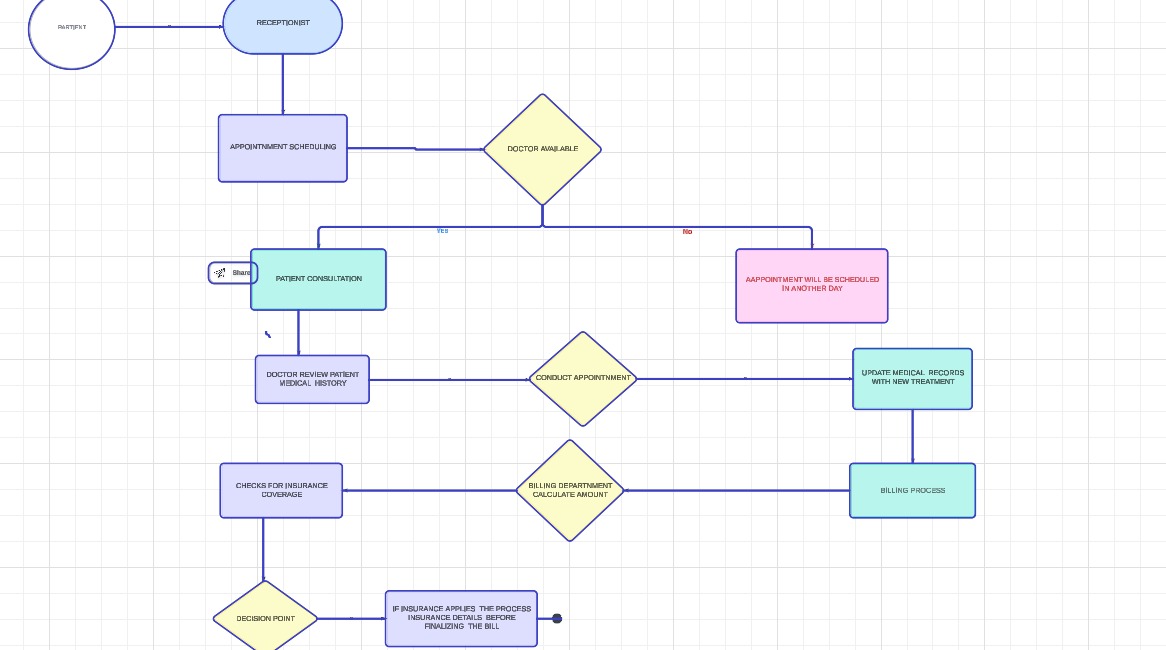 PARTIENT
RECEPTIONIST
APPOINTNMENT SCHEDULING
DOCTOR AVAILABLE
YES
No
Share
PATIENT CONSULTATION
AAPPOINTMENT WILL BE SCHEDULED
IN ANOTHER DAY
DOCTOR REVIEW PATIENT
MEDICAL HISTORY
CONDUCT APPOINTNMENT
UPDATE MEDICAL RECORDS
WITH NEW TREATMENT
CHECKS FOR INSURANCE
COVERAGE
BILLING DEPARTNMENT
CALCULATE AMOUNT
BILLING PROCESS
DECISION POINT
IF INSURANCE APPLIES THE PROCESS
INSURANCE DETAILS BEFORE
FINALIZING THE BILL